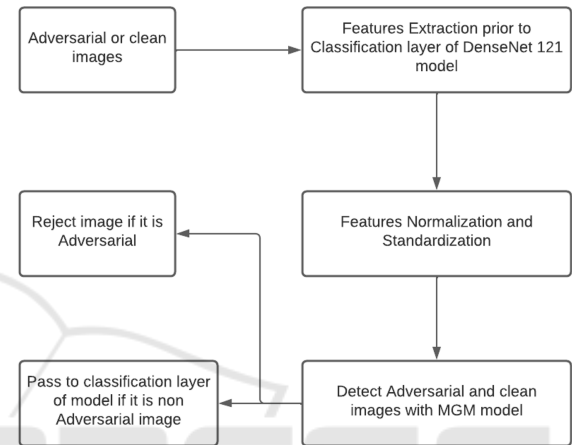 Adversarial or clean
images
Features Extraction prior to
Classification layer of DenseNet 121
model
Reject image if it is
Adversarial
Features Normalization and
Standardization
Pass to classification layer
of model if it is non
Adversarial image
Detect Adversarial and clean
images with MGM model